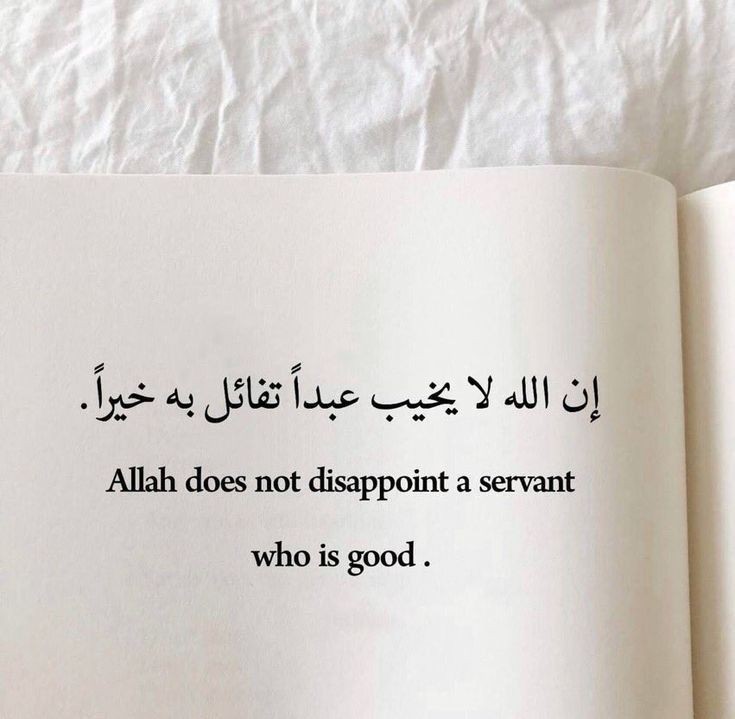 إن الله لا يخيب عبداً تفائل به خيراً.
Allah does not disappoint a servant
who is good .